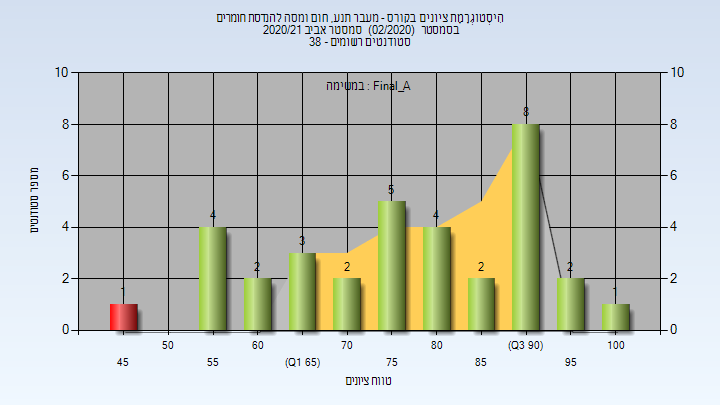 היסטוגרמת ציונים בקורס - מעבר תנע, חום ומסה להנדסת חומרים
בסמסטר (02/2020) סמסטר אביב 2020/21
סטודנטים רשומים - 38
במשימה : Final_A
10 10
8 8
6 6
4 4
2 2
0 0
1 4 2 3 2 5 4 2 8 2 1
מספר סטודנטים
50 60 70 80 (Q3 90) 100
45 55 (Q1 65) 75 85 95
טווח ציונים